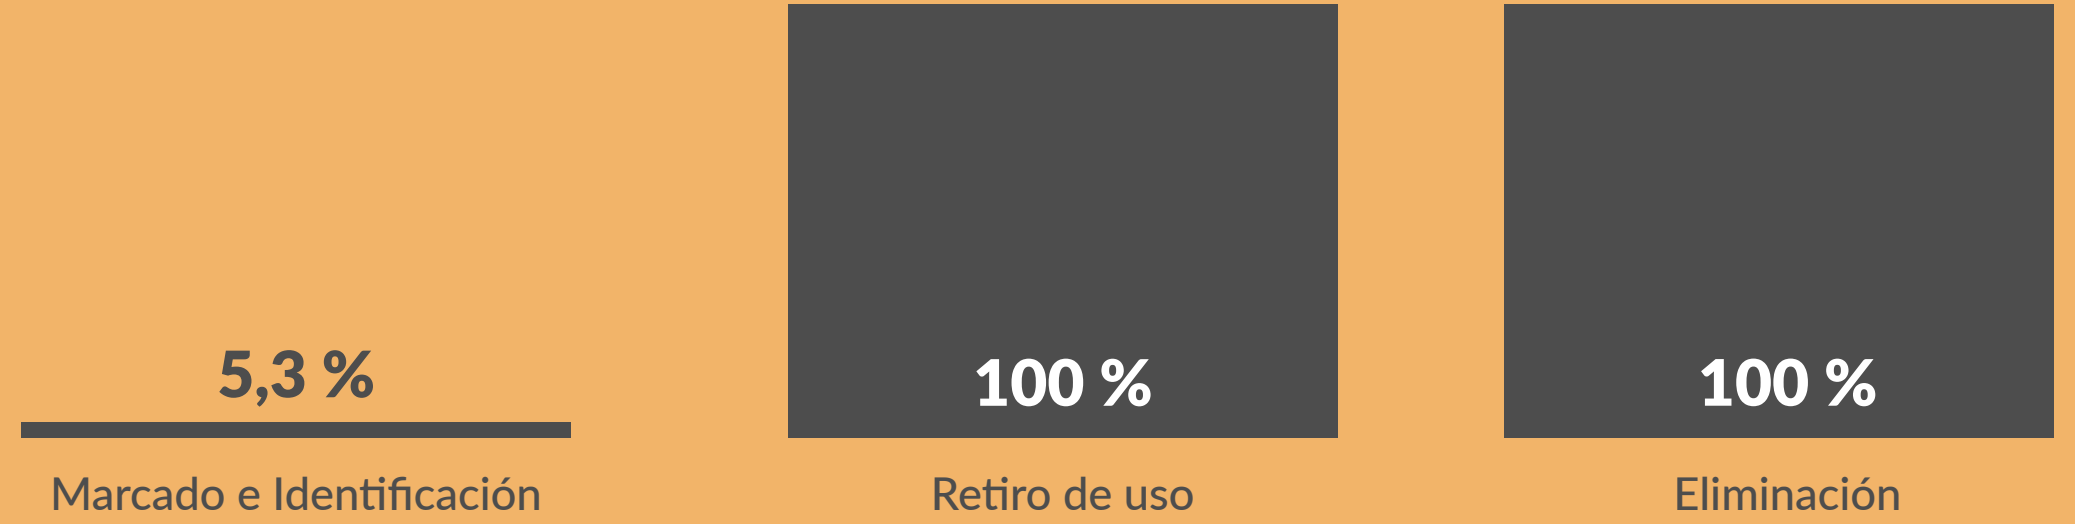 5,3 %
100 %
100 %
Marcado e Identificación
Retiro de uso
Eliminación